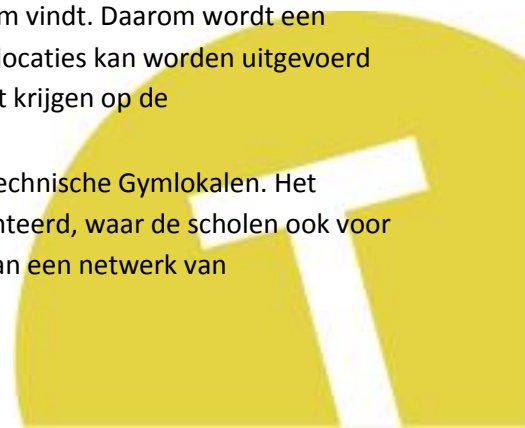 m vindt. Daarom wordt een
locaties kan worden uitgevoerd
t krijgen op de
echnische Gymlokalen. Het
nteerd, waar de scholen ook voor
an een netwerk van
T